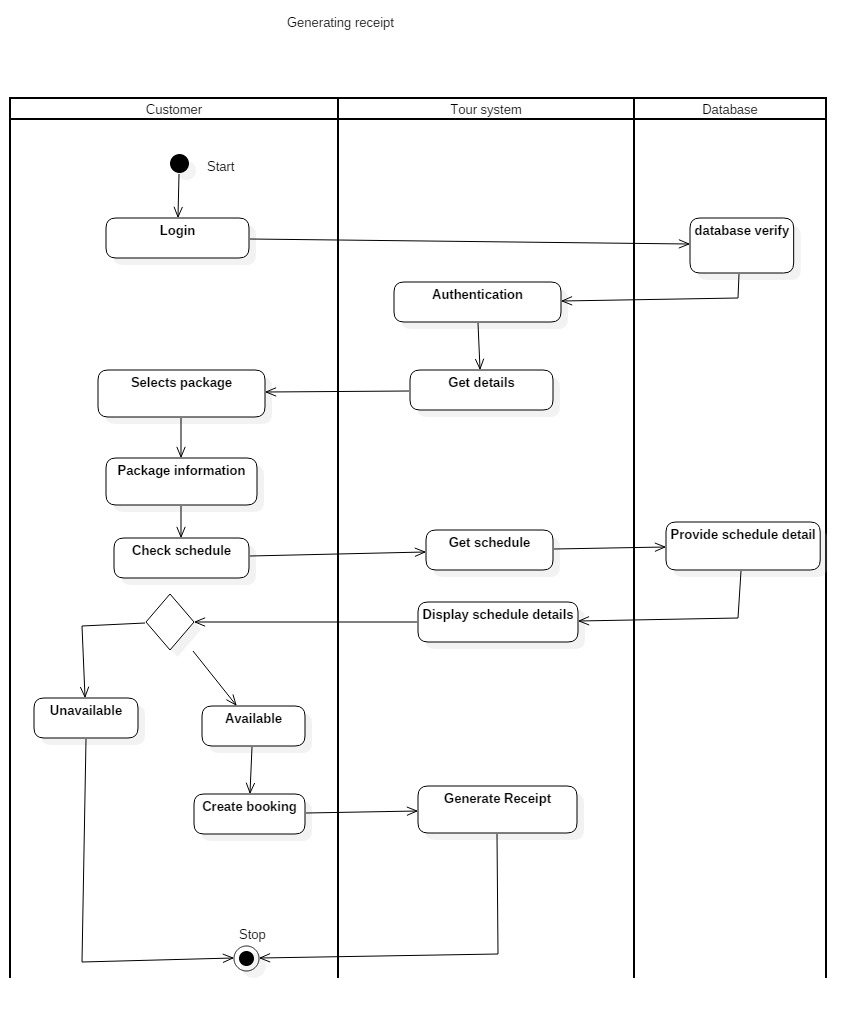 Generating receipt
Customer
Tour system
Database
Start
Login
database verify
Authentication
Selects package
Get details
Package information
Check schedule
Get schedule
Provide schedule detail
Display schedule details
Unavailable
Available
Create booking
Generate Receipt
Stop